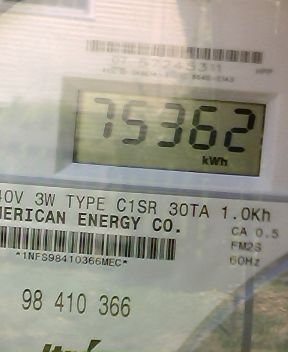 75362
kWh
40V 3W TYPE C1SR 30TA 1.0Kh
MERICAN ENERGY CO.
CA 0.5
FM2S
60Hz
*1NFS98410366MEC*
98 410 366